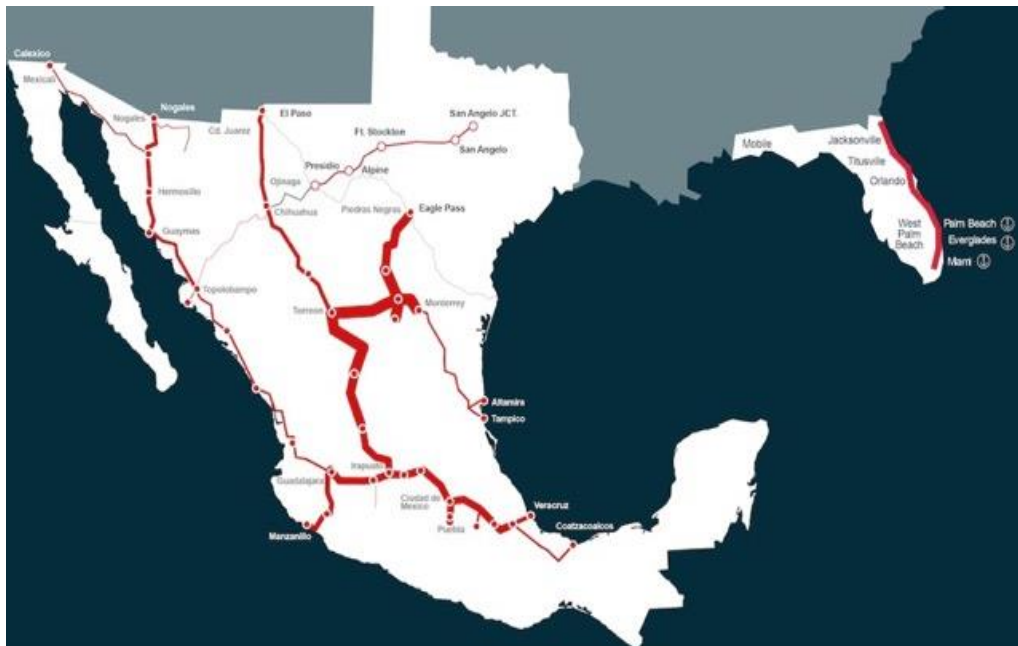 Calexico
Mexicali
Nogales
Nogales
El Paso
Cd. Juarez
San Angelo JCT.
Ft. Stockton
San Angelo
Presidio
Alpine
Ojinaga
Hermosillo
Chihuahua
Piedras Negras
Eagle Pass
Guaymas
Topolobampo
Torreón
Monterrey
Altamira
Tampico
Irapuato
Guadalajara
Ciudad de
Mexico
Veracruz
Puebla
Coatzacoalcos
Manzanillo
Mobile
Jacksonville
Titusville
Orlando
West
Palm
Beach
Palm Beach
Everglades
Miami